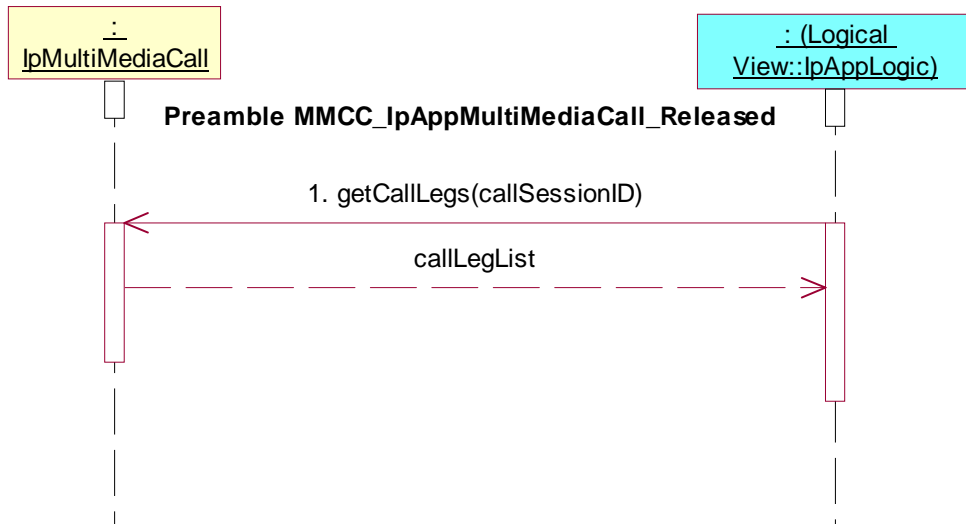 :
IpMultiMediaCall
: (Logical
View::IpAppLogic)
Preamble MMCC_IpAppMultiMediaCall_Released
1. getCallLegs(callSessionID)
callLegList